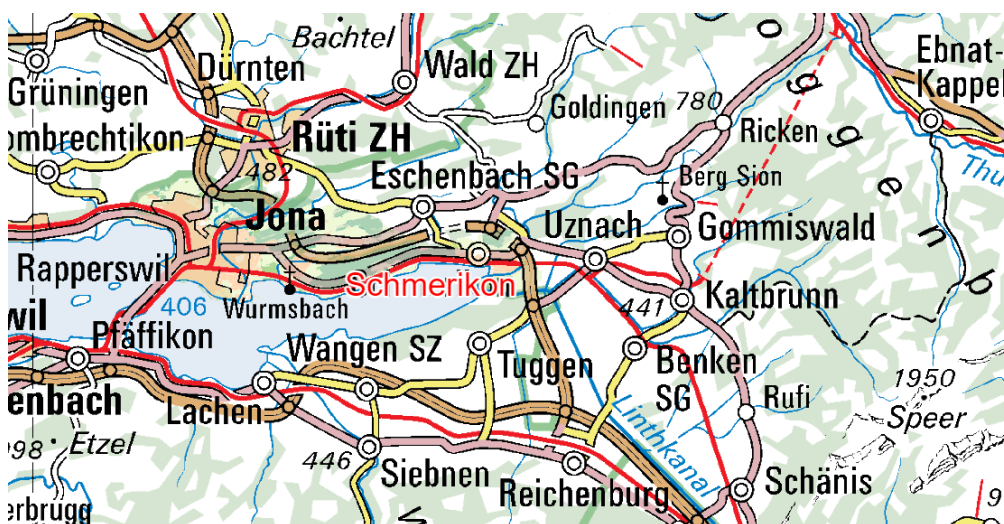 Bachtel
Grüningen
Dürnten
Wald ZH
Ebnat-
Kappel
ombrechtikon
Rüti ZH
482
Goldingen
780
Ricken
Thu
Eschenbach SG
Berg Sion
o
g
g
e
n
b
Jona
Uznach
Gommiswald
Rapperswil
406
Wurmsbach
Schmerikon
441
Kaltbrunn
wil
Pfäffikon
Wangen SZ
Tuggen
Benken
SG
Rufi
1950
Speer
enbach
Lachen
Linthkanal
98
Etzel
446
Siebnen
Reichenburg
Schänis
9
erbrugg